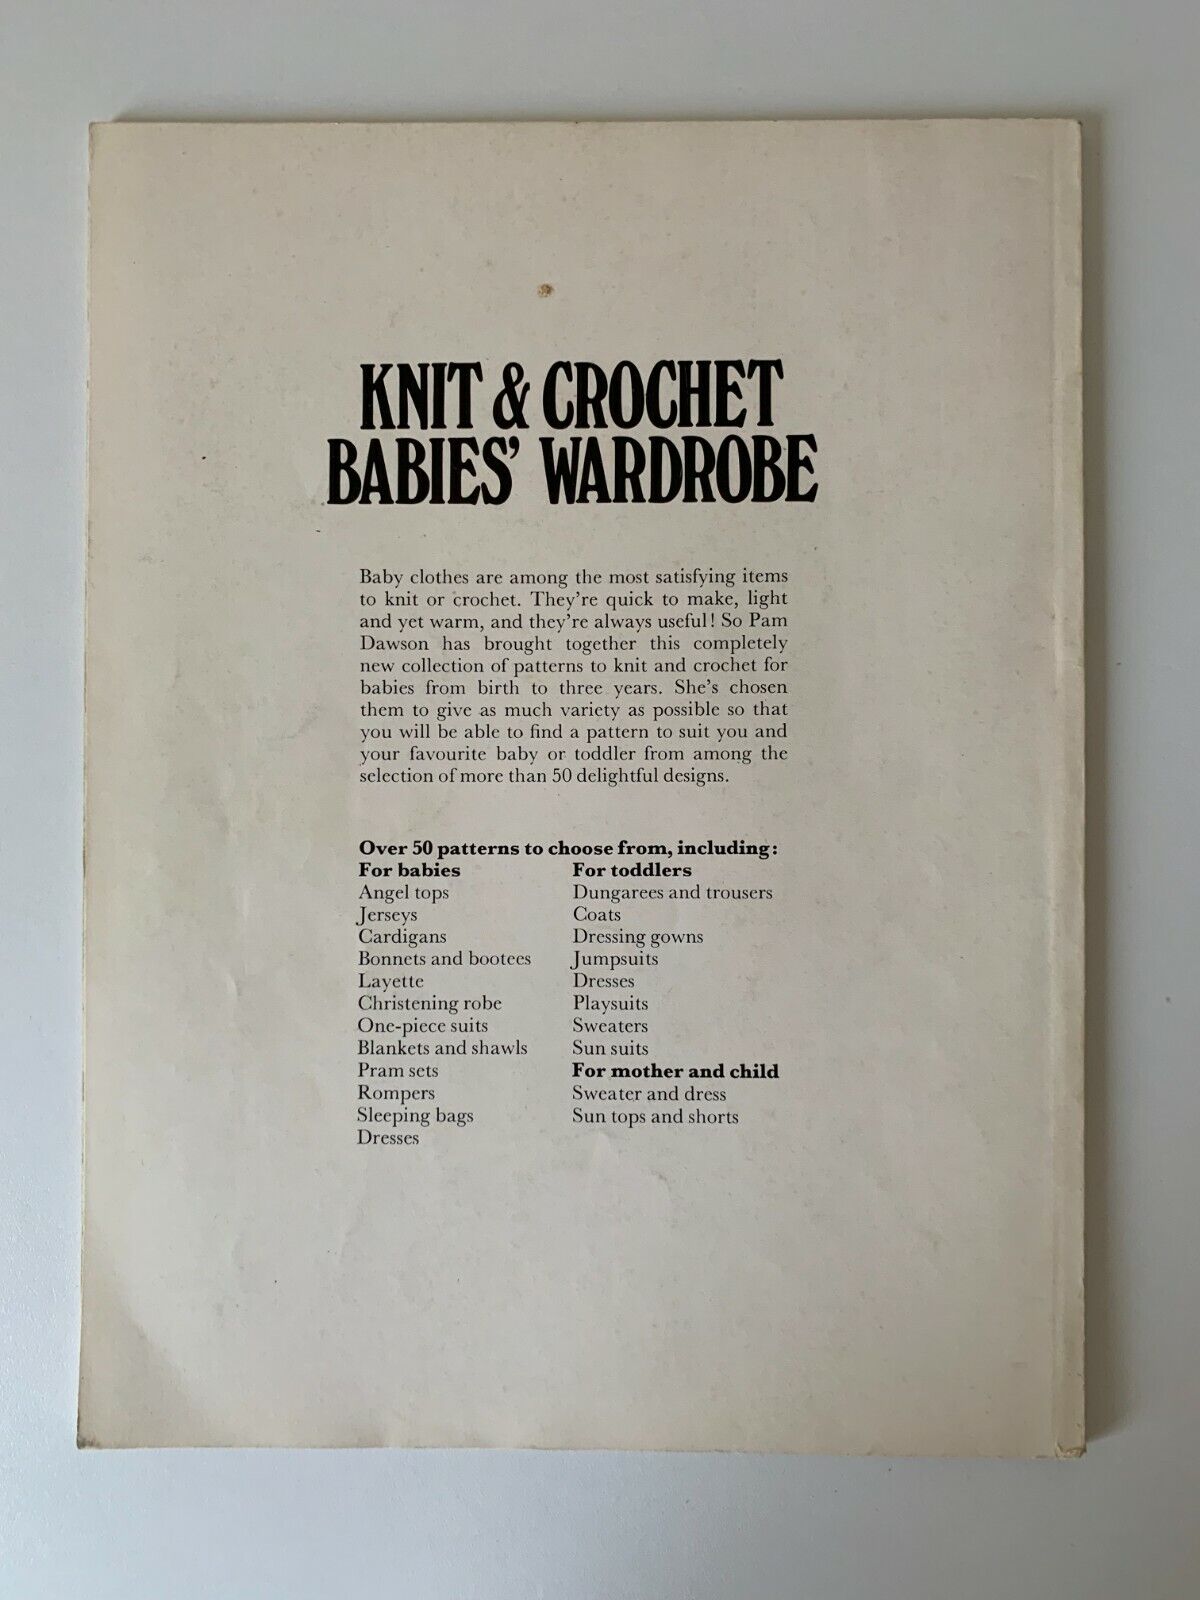 KNIT & CROCHET
BABIES' WARDROBE
Baby clothes are among the most satisfying items
to knit or crochet. They're quick to make, light
and yet warm, and they're always useful! So Pam
Dawson has brought together this completely
new collection of patterns to knit and crochet for
babies from birth to three years. She's chosen
them to give as much variety as possible so that
you will be able to find a pattern to suit you and
your favourite baby or toddler from among the
selection of more than 50 delightful designs.
Over 50 patterns to choose from, including:
For babies
Angel tops
Jerseys
Cardigans
Bonnets and bootees
Layette
Christening robe
One-piece suits
Blankets and shawls
Pram sets
Rompers
Sleeping bags
Dresses
For toddlers
Dungarees and trousers
Coats
Dressing gowns
Jumpsuits
Dresses
Playsuits
Sweaters
Sun suits
For mother and child
Sweater and dress
Sun tops and shorts